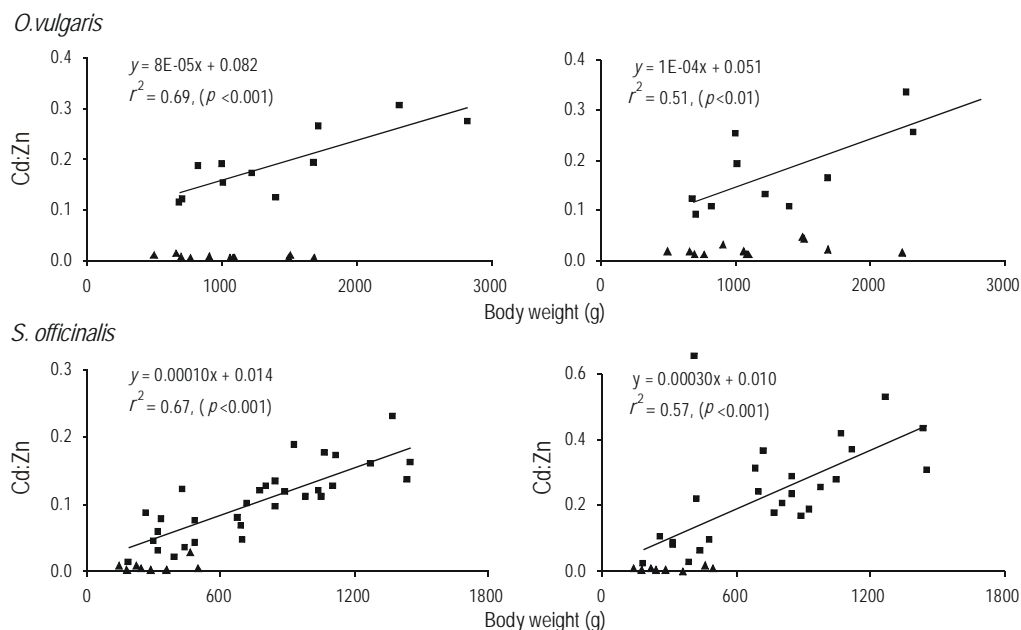 O.vulgaris
y = 8E-05x + 0.082
r2 = 0.69, (p <0.001)
Cd:Zn
0.4
0.3
0.2
0.1
0.0
0
1000
2000
3000
y = 1E-04x + 0.051
r2 = 0.51, (p<0.01)
Cd:Zn
0.4
0.3
0.2
0.1
0.0
0
1000
2000
3000
Body weight (g)
S. officinalis
y = 0.00010x + 0.014
r2 = 0.67, (p<0.001)
Cd:Zn
0.3
0.2
0.1
0.0
0
600
1200
1800
y = 0.00030x + 0.010
r2 = 0.57, (p<0.001)
Cd:Zn
0.6
0.4
0.2
0.0
0
600
1200
1800
Body weight (g)